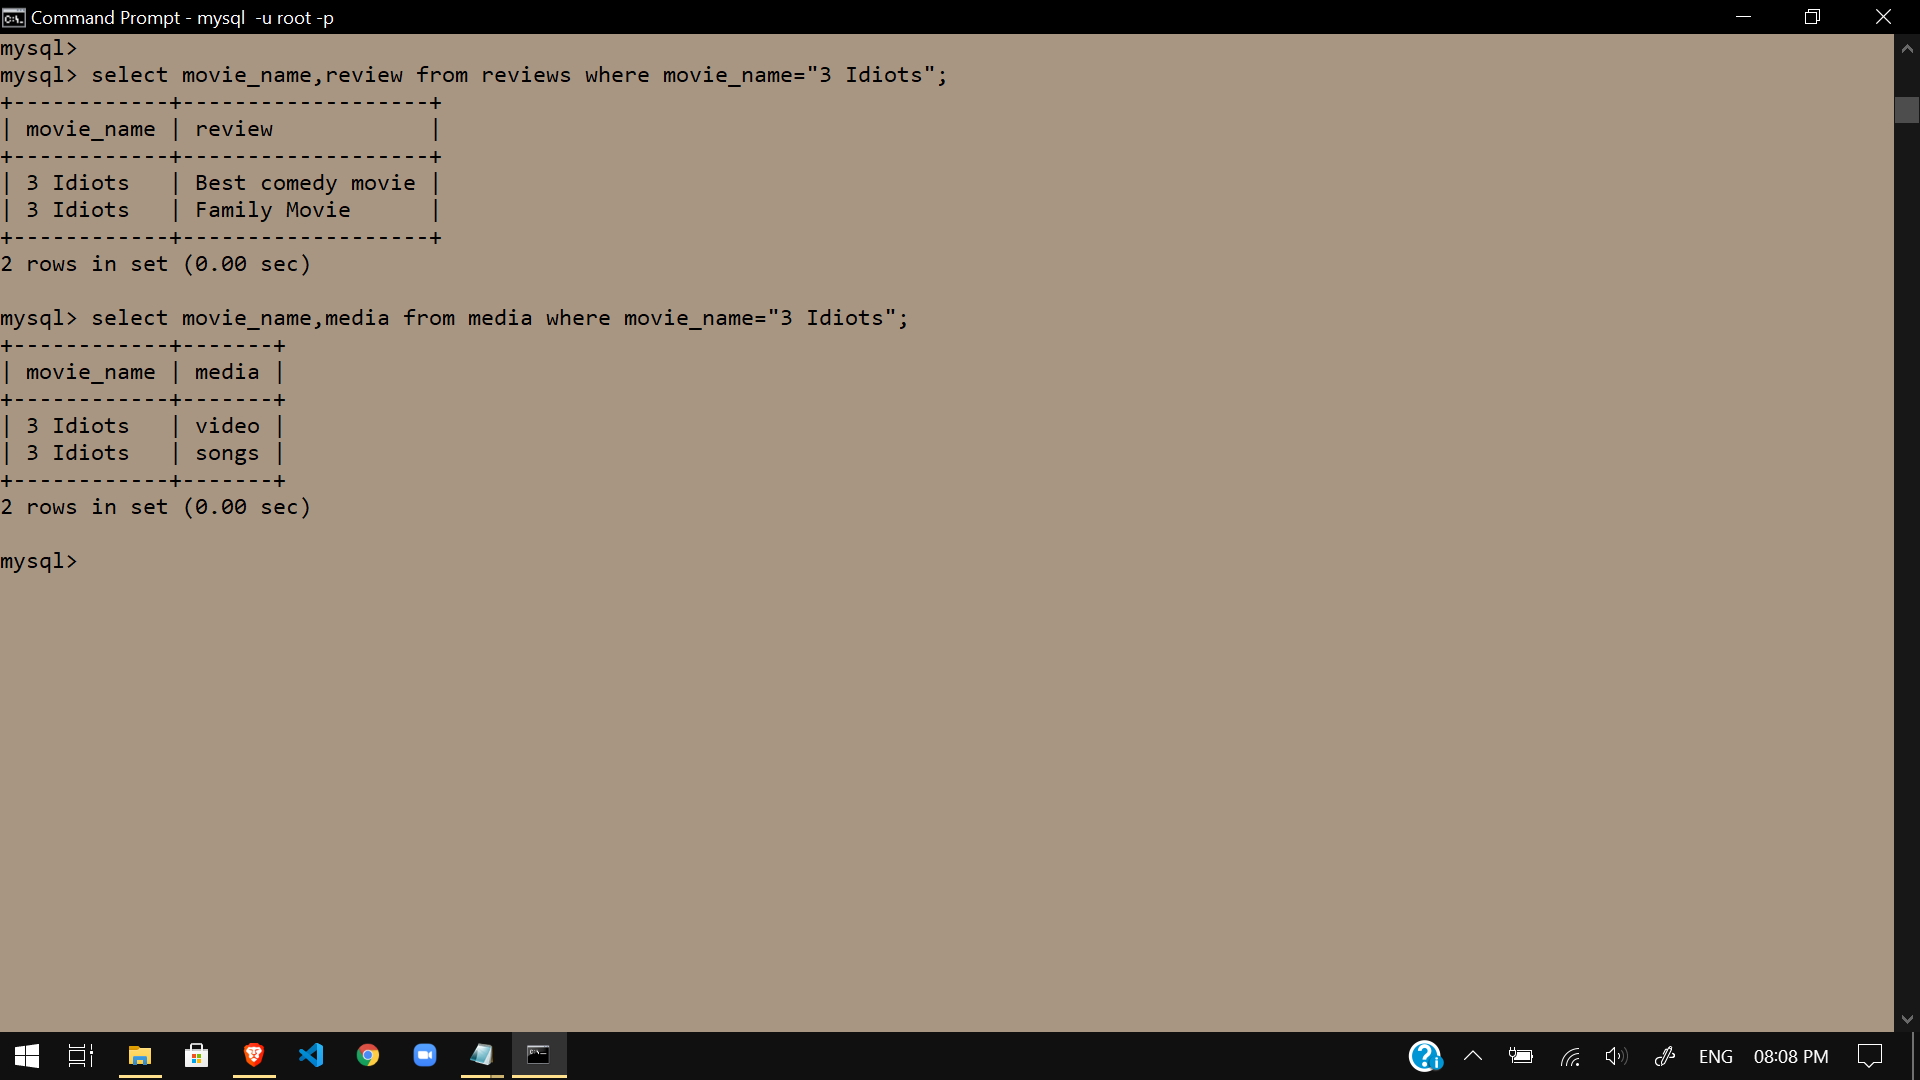 Command Prompt - mysql  -u root -p
mysql>
mysql> select movie_name,review from reviews where movie_name="3 Idiots";
+------------+-------------------+
| movie_name | review            |
+------------+-------------------+
| 3 Idiots   | Best comedy movie |
| 3 Idiots   | Family Movie      |
+------------+-------------------+
2 rows in set (0.00 sec)

mysql> select movie_name,media from media where movie_name="3 Idiots";
+------------+-------+
| movie_name | media |
+------------+-------+
| 3 Idiots   | video |
| 3 Idiots   | songs |
+------------+-------+
2 rows in set (0.00 sec)

mysql>
ENG 08:08 PM